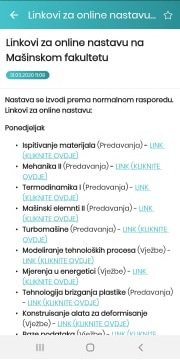 Linkovi za online nastavu...
Linkovi za online nastavu na
Mašinskom fakultetu
19.03.2020 11:09
Nastava se izvodi prema normalnom rasporedu.
Linkovi za online nastavu:
Ponedjeljak
• Ispitivanje materijala (Predavanja) - LINK
(KLIKNITE OVDJE)
• Mehanika II (Predavanja) - LINK (KLIKNITE
OVDJE)
• Termodinamika I (Predavanja) - LINK
(KLIKNITE OVDJE)
• Mašinski elemnti II (Predavanja) - LINK
(KLIKNITE OVDJE)
• Turbomašine (Predavanja) - LINK (KLIKNITE
OVDJE)
• Modeliranje tehnoloških procesa (Vježbe) -
LINK (KLIKNITE OVDJE)
• Mjerenja u energetici (Vježbe) - LINK
(KLIKNITE OVDJE)
• Tehnologija brizganja plastike (Predavanja)
- LINK (KLIKNITE OVDJE)
• Konstruisanje alata za deformisanje
(Vježbe) - LINK (KLIKNITE OVDJE)
• Baze podataka (Vježbe) - LINK (KLIKNITE